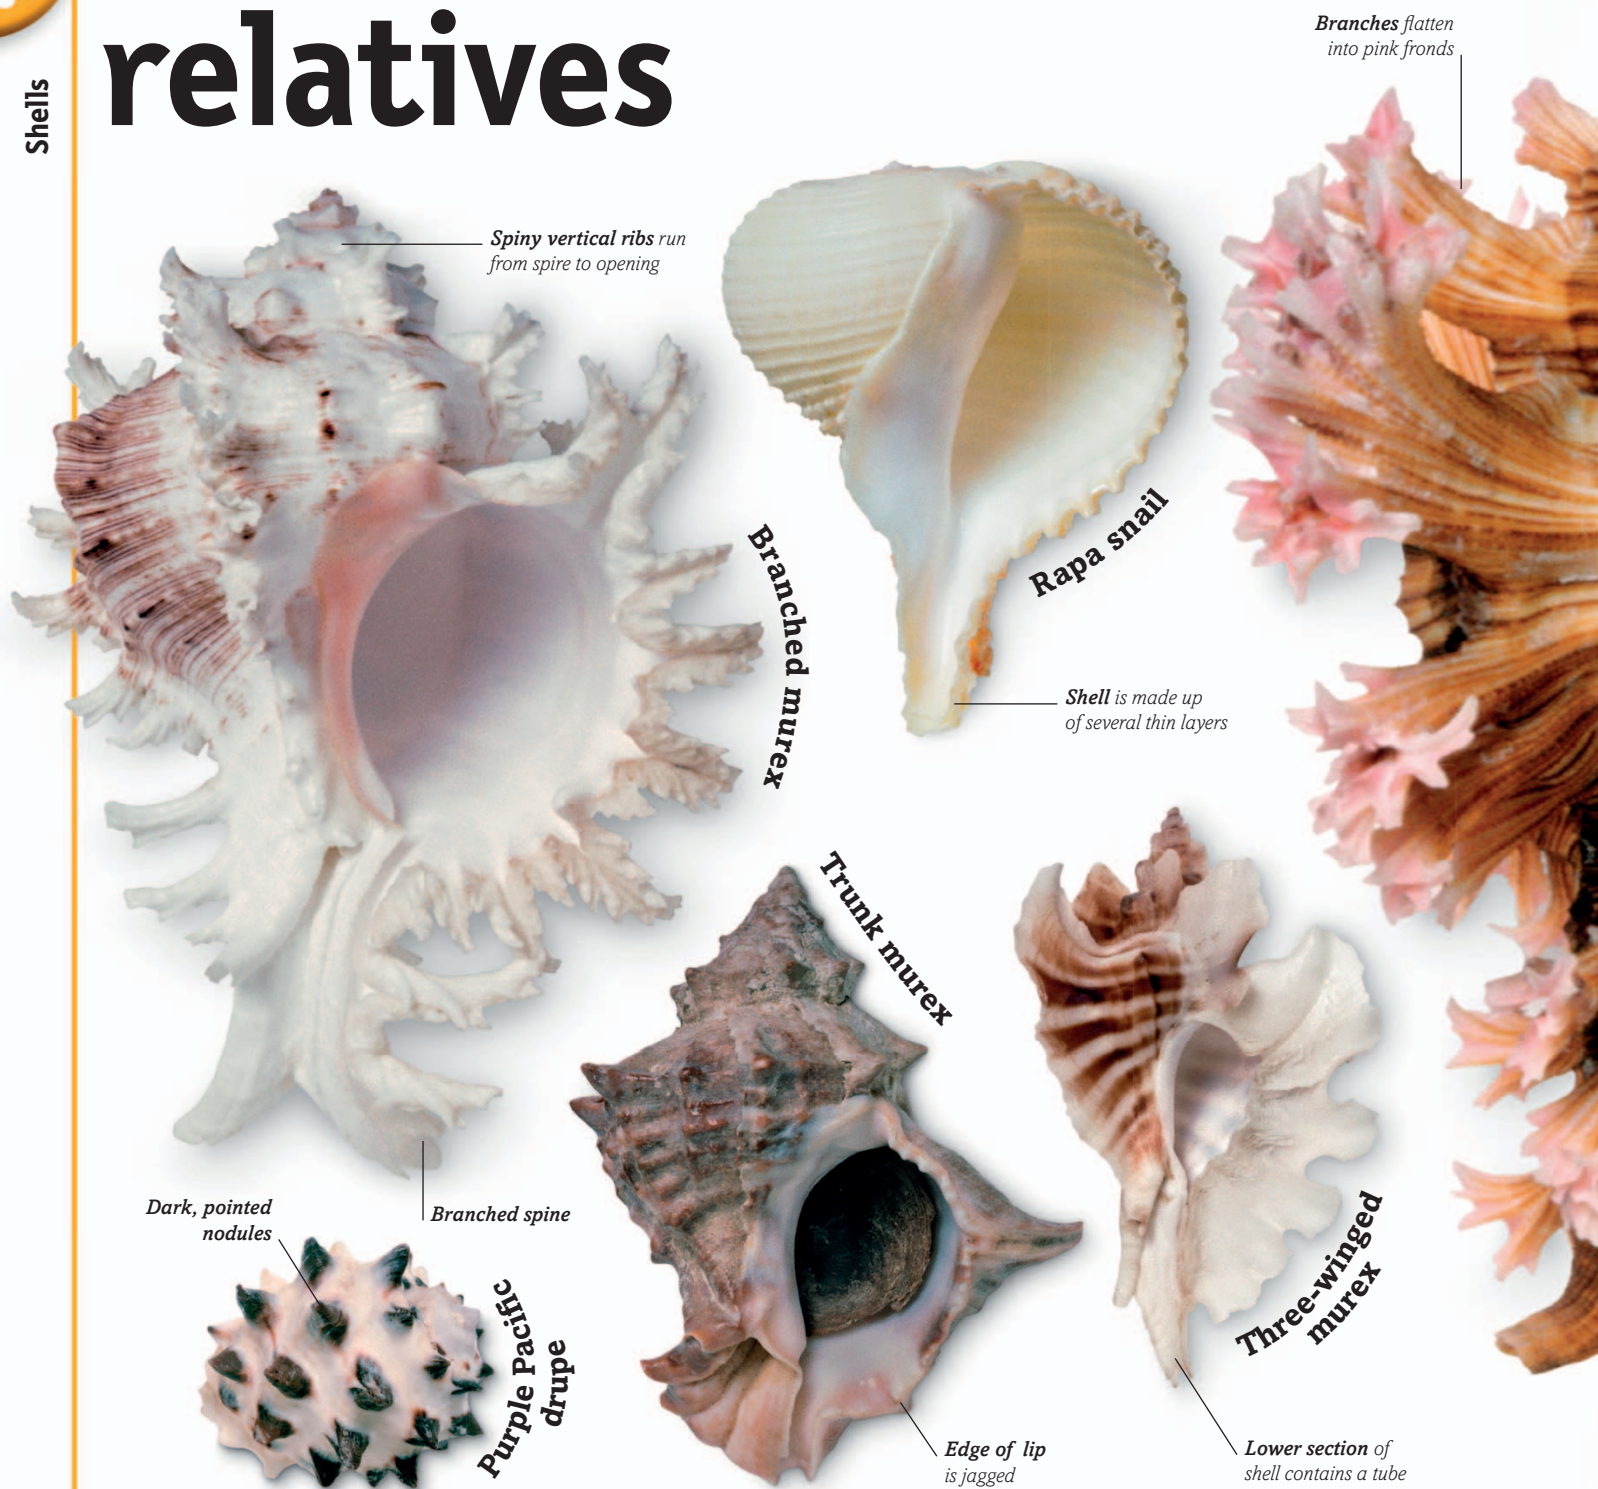 relatives
Shells
Branches flatten
into pink fronds
Spiny vertical ribs run
from spire to opening
Rapa snail
Branched murex
Shell is made up
of several thin layers
Trunk murex
Three-winged
murex
Dark, pointed
nodules
Branched spine
Purple Pacific
drupe
Edge of lip
is jagged
Lower section of
shell contains a tube